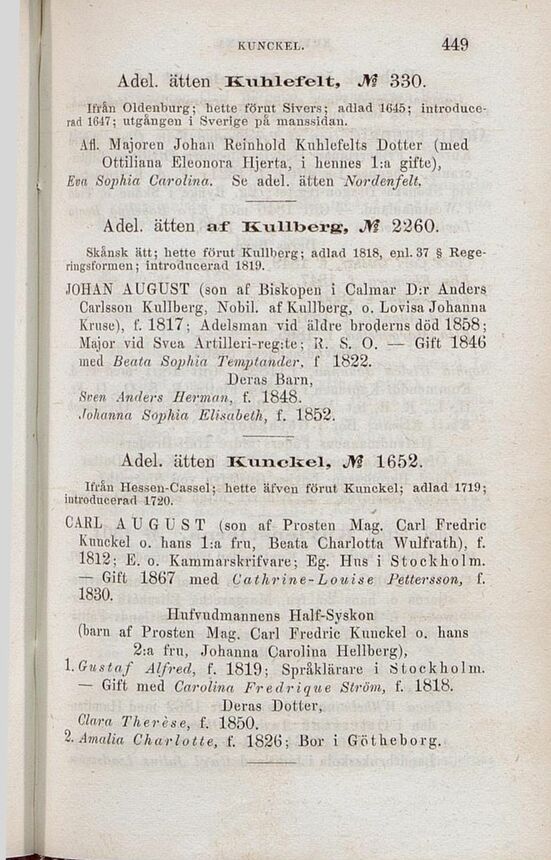 KUNCKEL. 449
Adel. ätten Kuhlefelt, № 330.
Ifrån Oldenburg; hette förut Sivers; adlad 1645; introduce-
rad 1647; utgången i Sverige på manssidan.
Afl. Majoren Johan Reinhold Kuhlefelts Dotter (med
Ottiliana Eleonora Hjerta, i hennes 1:a gifte),
Eva Sophia Carolina. Se adel. ätten Nordenfelt.
Adel. ätten af Kullberg, № 2260.
Skånsk ätt; hette förut Kullberg; adlad 1818, enl. 37 § Rege-
ringsformen; introducerad 1819.
JOHAN AUGUST (son af Biskopen i Calmar D:r Anders
Carlsson Kullberg, Nobil. af Kullberg, o. Lovisa Johanna
Kruse), f. 1817; Adelsman vid äldre broderns död 1858;
Major vid Svea Artilleri-reg:te; R. S. O. — Gift 1846
med Beata Sophia Temptander, f 1822.
Deras Barn,
Sven Anders Herman, f. 1848.
Johanna Sophia Elisabeth, f. 1852.
Adel. ätten Kunckel, № 1652.
Ifrån Hessen-Cassel; hette äfven förut Kunckel; adlad 1719;
introducerad 1720.
CARL AUGUST (son af Prosten Mag. Carl Fredric
Kunckel o. hans 1:a fru, Beata Charlotta Wulfrath), f.
1812; E. o. Kammarskrifvare; Eg. Hus i Stockholm.
— Gift 1867 med Cathrine-Louise Pettersson, f.
1830.
Hufvudmannens Half-Syskon
(barn af Prosten Mag. Carl Fredric Kunckel o. hans
2:a fru, Johanna Carolina Hellberg),
1. Gustaf Alfred, f. 1819; Språklärare i Stockholm.
— Gift med Carolina Fredrique Ström, f. 1818.
Deras Dotter,
Clara Therèse, f. 1850.
2. Amalia Charlotte, f. 1826; Bor i Götheborg.